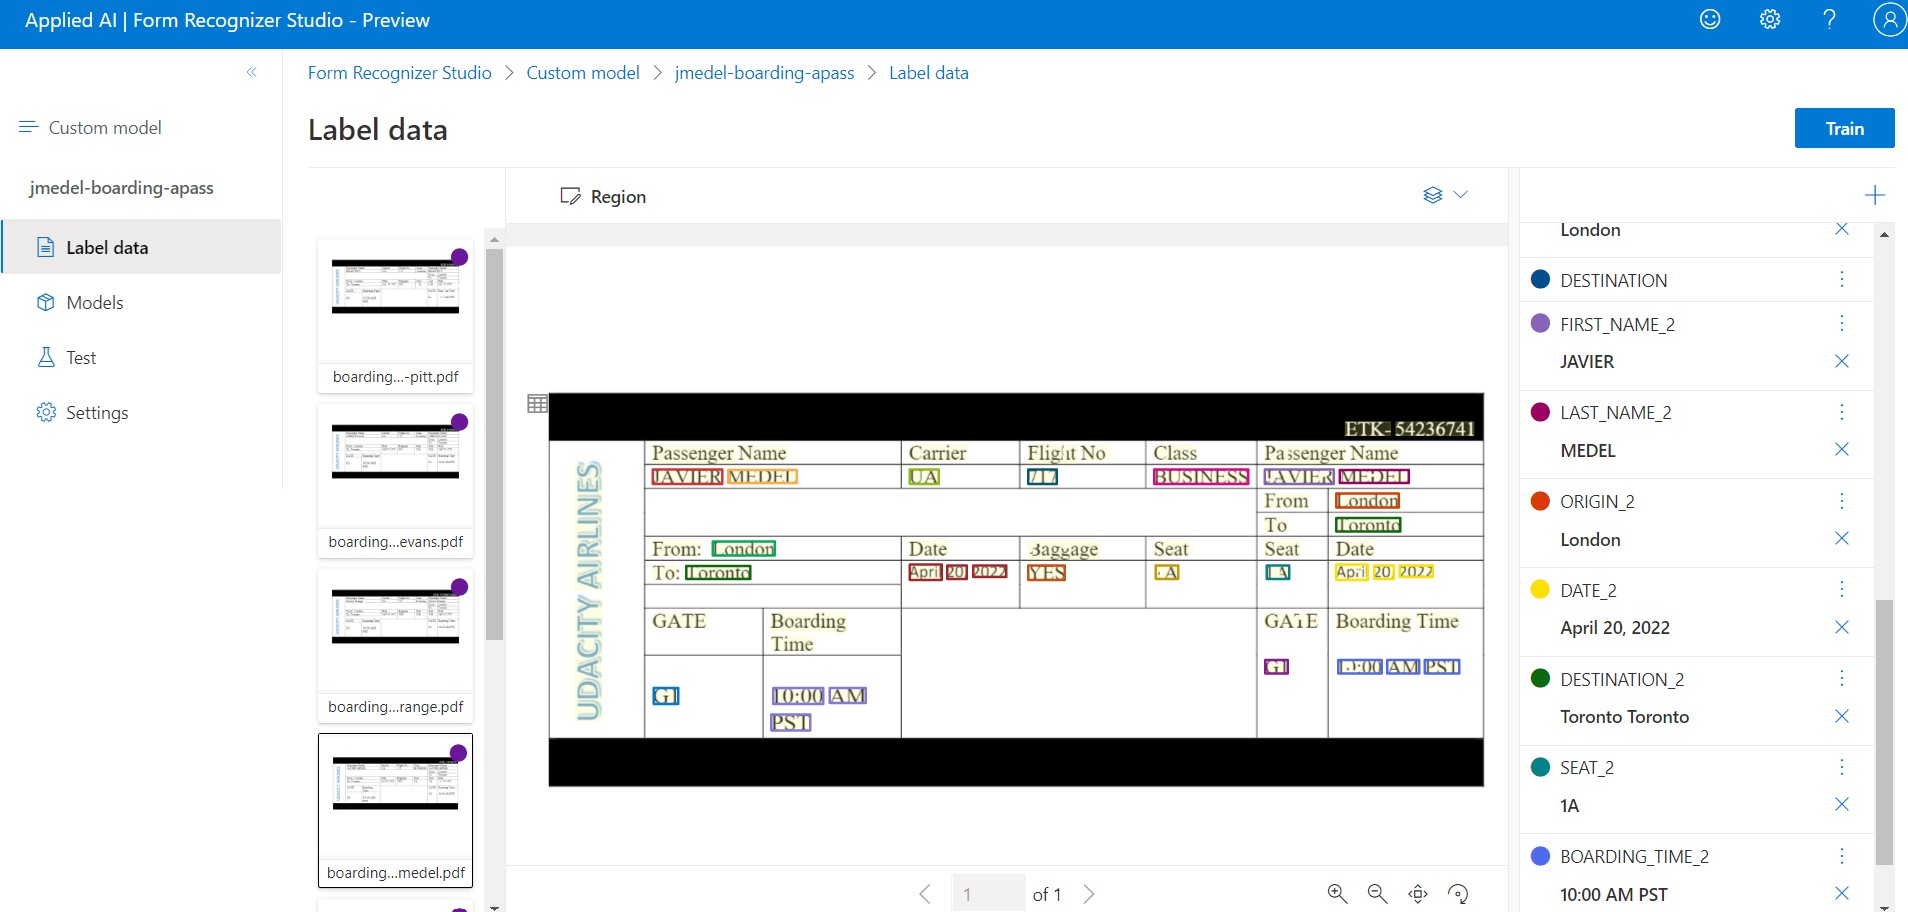 Applied AI | Form Recognizer Studio - Preview
Form Recognizer Studio > Custom model > jmedel-boarding-apass > Label data
Custom model
jmedel-boarding-apass
Label data
Models
Test
Settings
Label data
Train
boarding...-pitt.pdf
boarding...evans.pdf
boarding...range.pdf
boarding...medel.pdf
Region
ETK- 54236741
UDACITY AIRLINES
Passenger Name Carrier Flight No Class Passenger Name
JAVIER MEDEL UA 717 BUSINESS JAVIER MEDEL
From London
To Toronto
From: London Date Baggage Seat Seat Date
To: Toronto April 20 2022 YES 1A 1A April 20, 2022
GATE Boarding Time GATE Boarding Time
G1 10:00 AM PST G1 10:00 AM PST
1 of 1
London
DESTINATION
FIRST_NAME_2
JAVIER
LAST_NAME_2
MEDEL
ORIGIN_2
London
DATE_2
April 20, 2022
DESTINATION_2
Toronto Toronto
SEAT_2
1A
BOARDING_TIME_2
10:00 AM PST